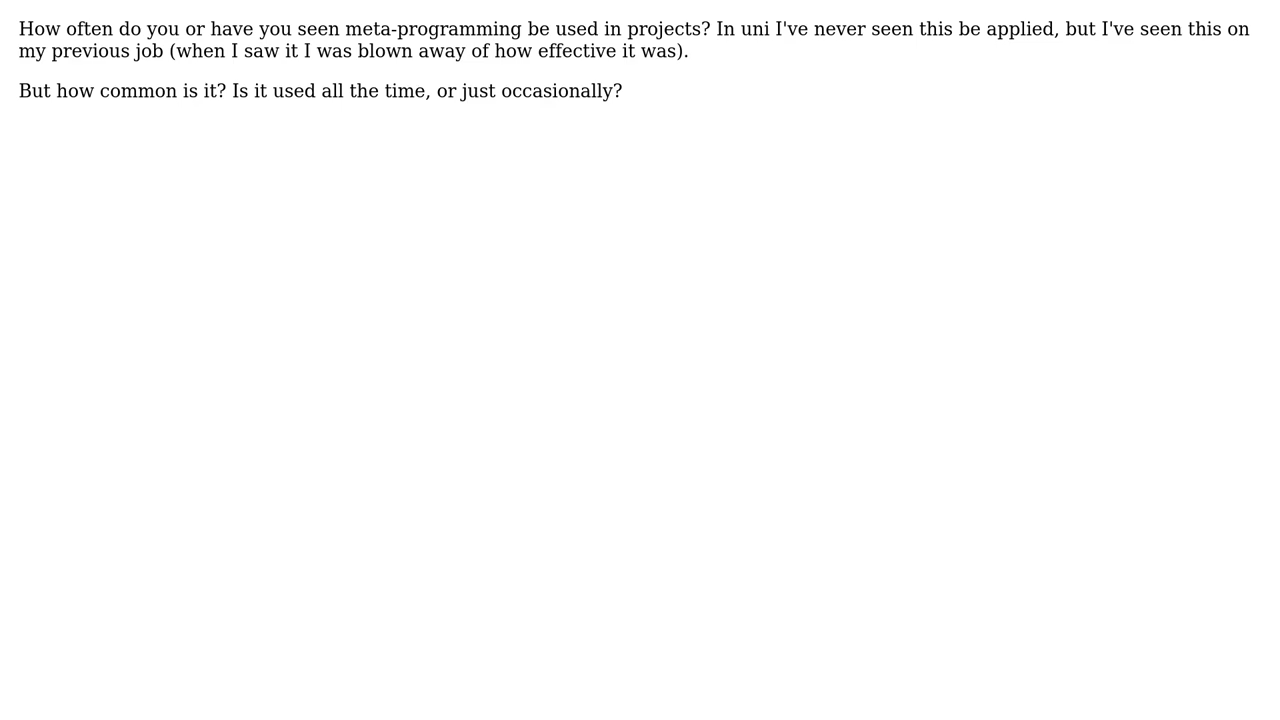 How often do you or have you seen meta-programming be used in projects? In uni I've never seen this be applied, but I've seen this on
my previous job (when I saw it I was blown away of how effective it was).
But how common is it? Is it used all the time, or just occasionally?